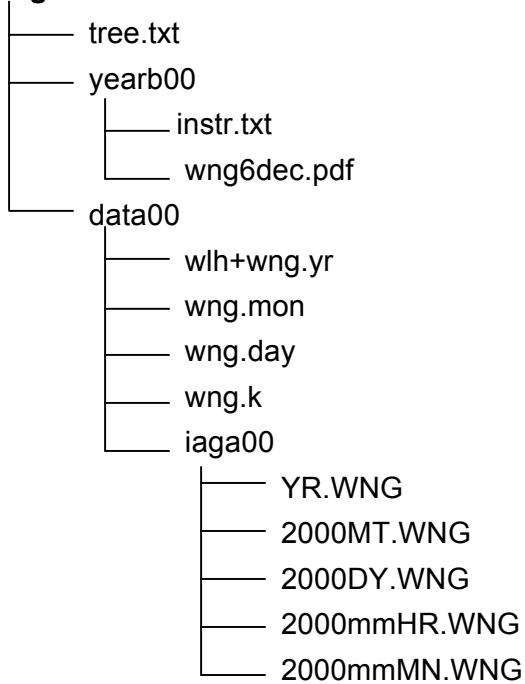 tree.txt
yearb00
instr.txt
wng6dec.pdf
data00
wlh+wng.yr
wng.mon
wng.day
wng.k
iaga00
YR.WNG
2000MT.WNG
2000DY.WNG
2000mmHR.WNG
2000mmMN.WNG